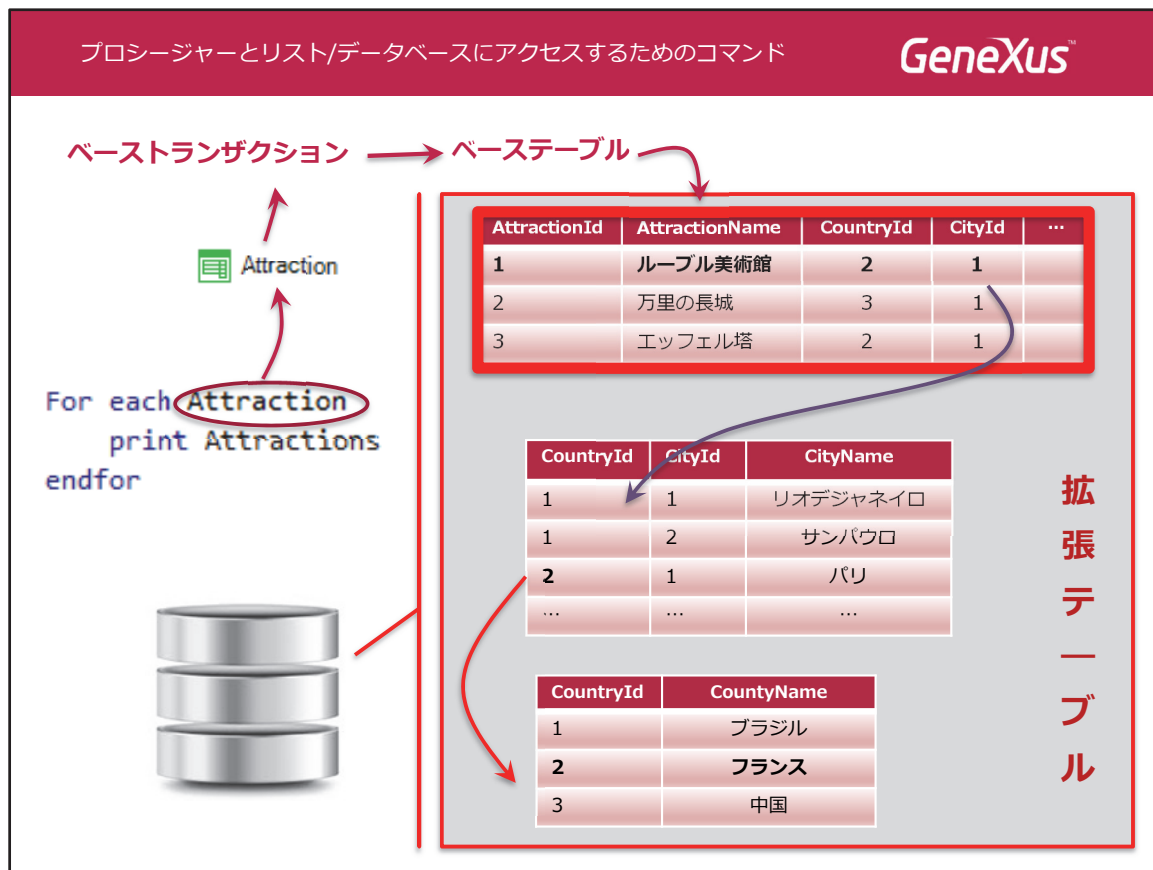 プロシージャーとリスト/データベースにアクセスするためのコマンド
GeneXus™
ベーストランザクション
ベーステーブル
Attraction
For each Attraction
print Attractions
endfor
AttractionId AttractionName CountryId CityId …
1 ルーブル美術館 2 1
2 万里の長城 3 1
3 エッフェル塔 2 1
CountryId CityId CityName
1 1 リオデジャネイロ
1 2 サンパウロ
2 1 パリ
… … …
CountryId CountyName
1 ブラジル
2 フランス
3 中国
拡張テーブル